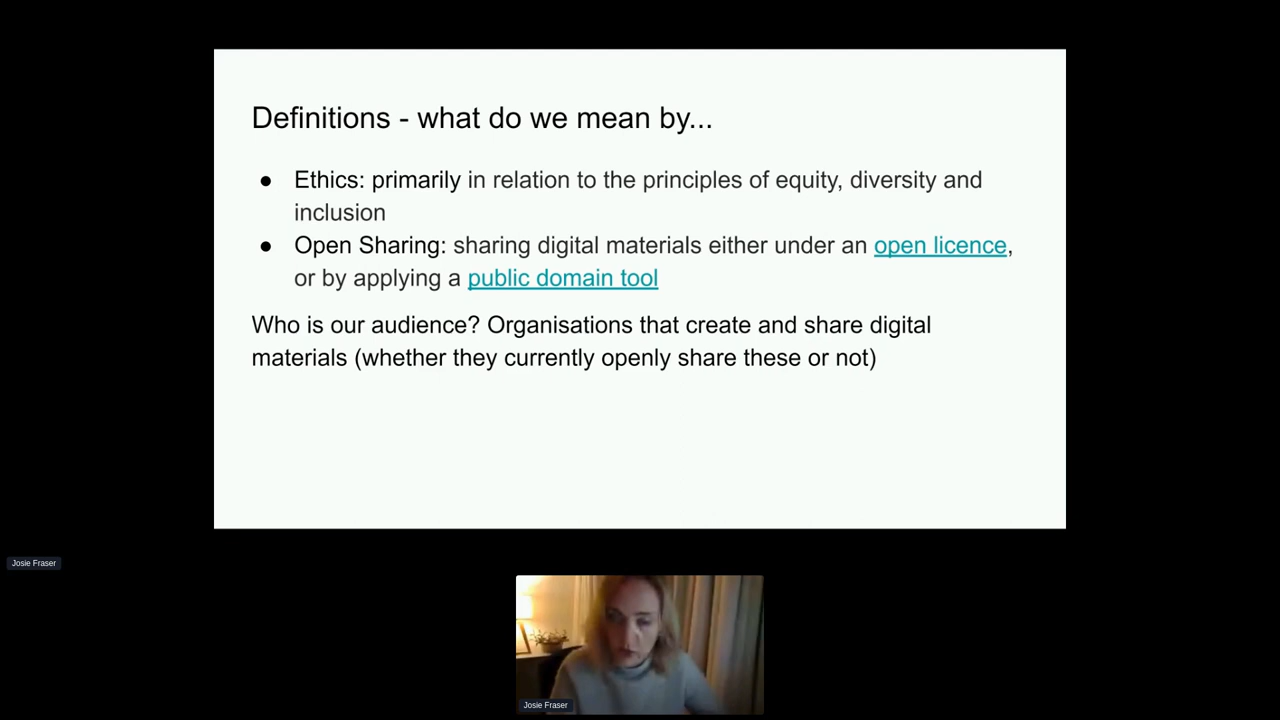 Definitions - what do we mean by...
● Ethics: primarily in relation to the principles of equity, diversity and
inclusion
● Open Sharing: sharing digital materials either under an open licence,
or by applying a public domain tool
Who is our audience? Organisations that create and share digital
materials (whether they currently openly share these or not)
Josie Fraser
Josie Fraser